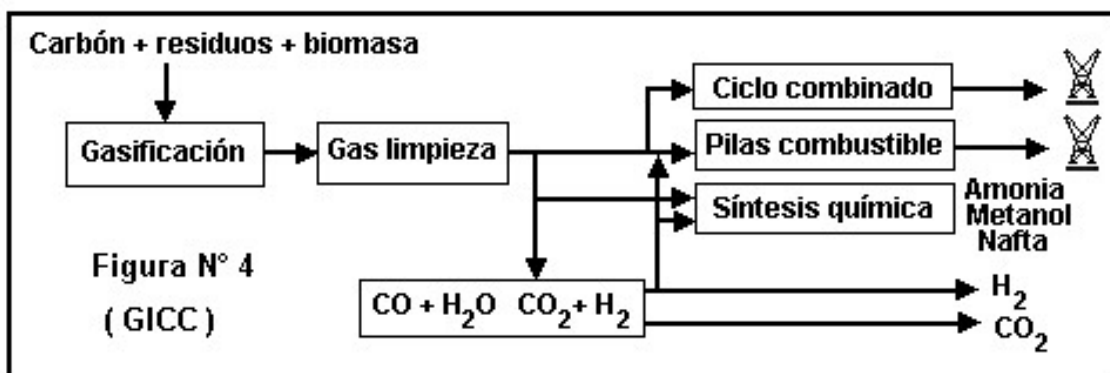 Carbón + residuos + biomasa
Gasificación
Gas limpieza
Ciclo combinado
Pilas combustible
Síntesis química
Amonia
Metanol
Nafta
Figura N° 4
( GICC )
CO + H₂O CO₂ + H₂
H₂
CO₂